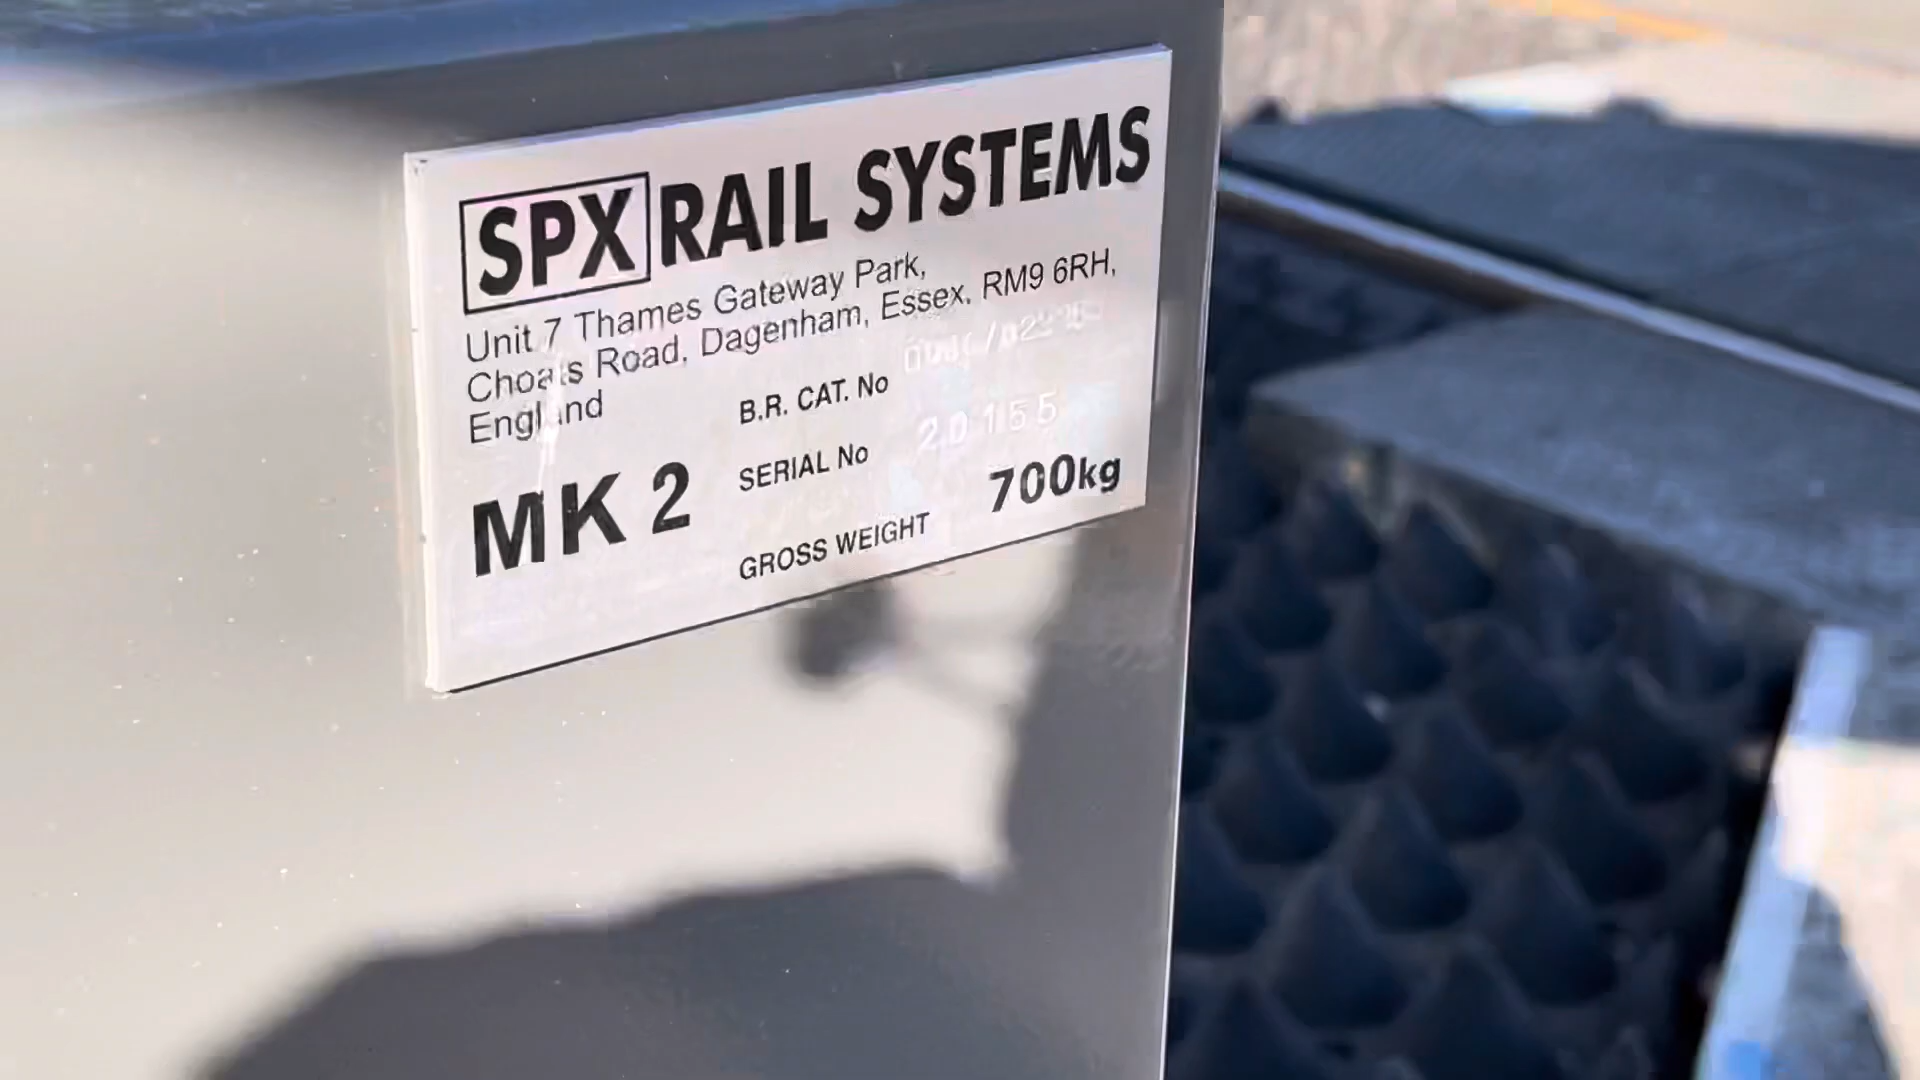 SPX RAIL SYSTEMS
Unit 7 Thames Gateway Park,
Choats Road, Dagenham, Essex. RM9 6RH,
England
B.R. CAT. No
MK 2
SERIAL No 20155
GROSS WEIGHT 700kg